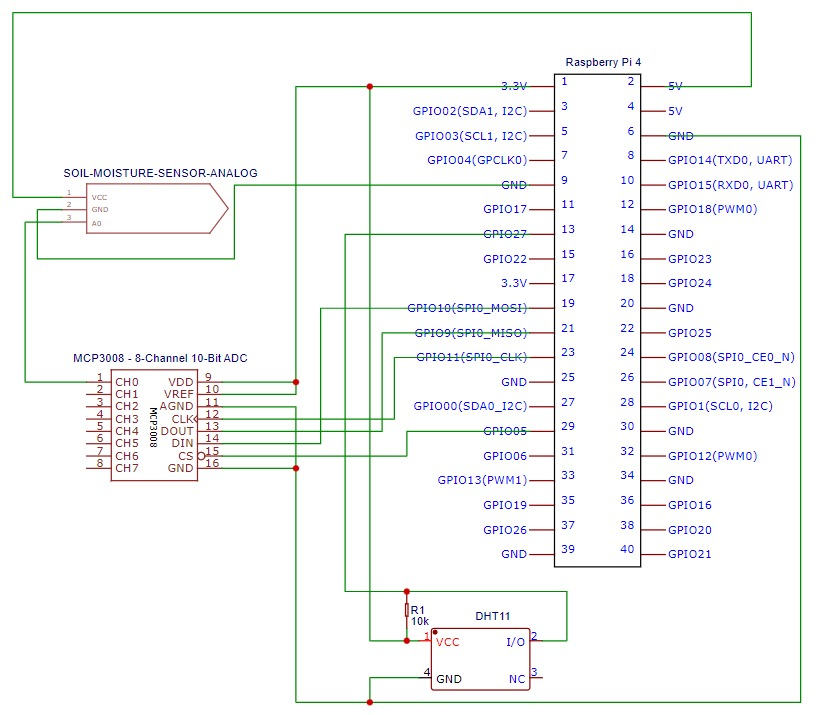 Raspberry Pi 4
3.3V 1 2 5V
GPIO02(SDA1, I2C) 3 4 5V
GPIO03(SCL1, I2C) 5 6 GND
GPIO04(GPCLK0) 7 8 GPIO14(TXD0, UART)
GND 9 10 GPIO15(RXD0, UART)
GPIO17 11 12 GPIO18(PWM0)
GPIO27 13 14 GND
GPIO22 15 16 GPIO23
3.3V 17 18 GPIO24
GPIO10(SPI0_MOSI) 19 20 GND
GPIO9(SPI0_MISO) 21 22 GPIO25
GPIO11(SPI0_CLK) 23 24 GPIO08(SPI0_CE0_N)
GND 25 26 GPIO07(SPI0, CE1_N)
GPIO00(SDA0_I2C) 27 28 GPIO1(SCL0, I2C)
GPIO05 29 30 GND
GPIO06 31 32 GPIO12(PWM0)
GPIO13(PWM1) 33 34 GND
GPIO19 35 36 GPIO16
GPIO26 37 38 GPIO20
GND 39 40 GPIO21
SOIL-MOISTURE-SENSOR-ANALOG
1 VCC
2 GND
3 A0
MCP3008 - 8-Channel 10-Bit ADC
1 CH0 VDD 9
2 CH1 VREF 10
3 CH2 AGND 11
4 CH3 CLK 12
5 CH4 DOUT 13
6 CH5 DIN 14
7 CH6 CS 15
8 CH7 GND 16
MCP3008
R1
10k
DHT11
1 VCC I/O 2
4 GND NC 3